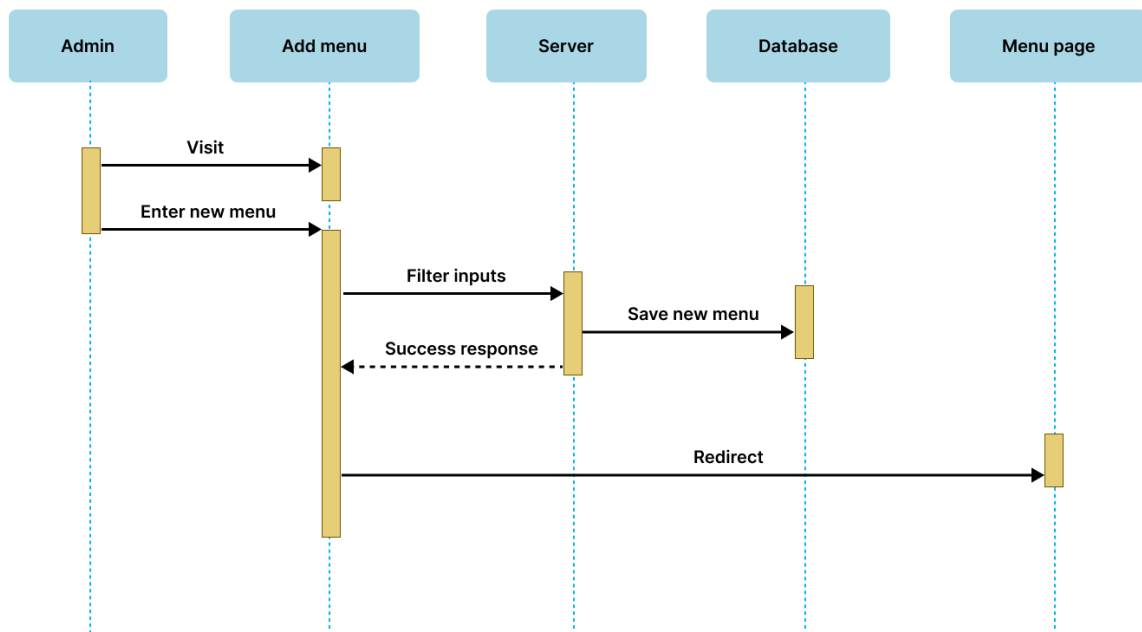 Admin
Add menu
Server
Database
Menu page
Visit
Enter new menu
Filter inputs
Save new menu
Success response
Redirect